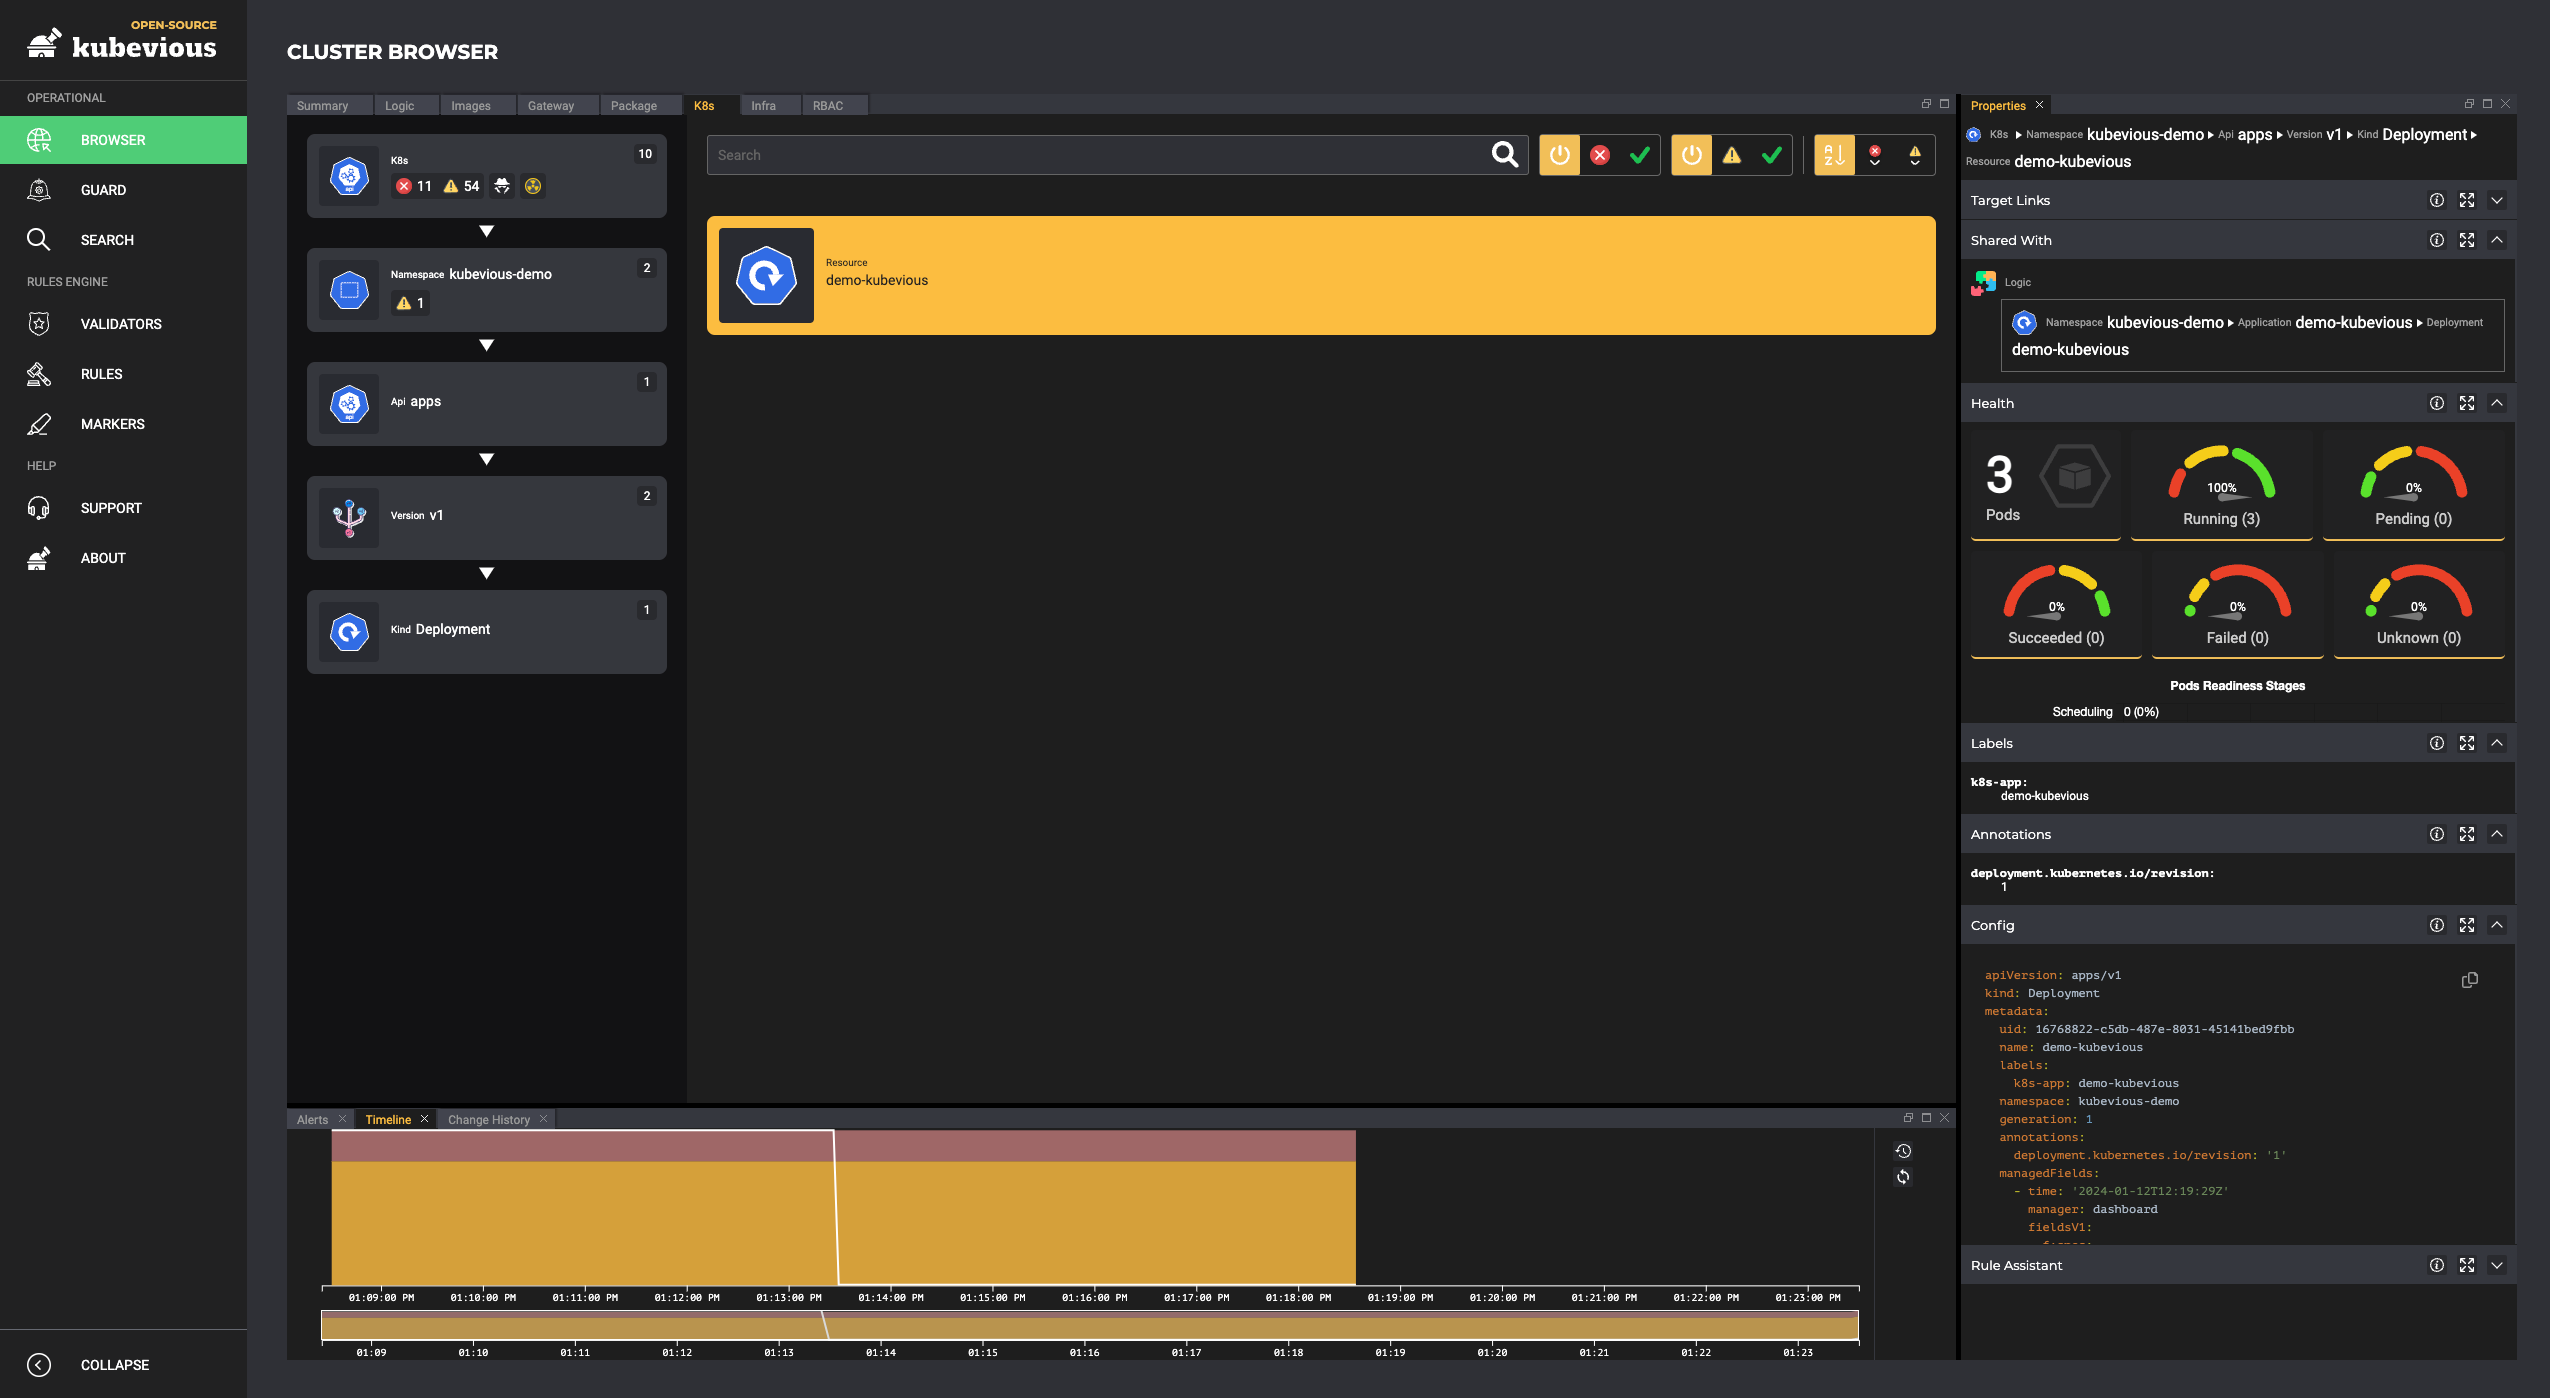 OPEN-SOURCE
kubevious
OPERATIONAL
BROWSER
GUARD
SEARCH
RULES ENGINE
VALIDATORS
RULES
MARKERS
HELP
SUPPORT
ABOUT
COLLAPSE
CLUSTER BROWSER
Summary
Logic
Images
Gateway
Package
K8s
Infra
RBAC
K8s
10
11
54
Namespace kubevious-demo
2
1
Api apps
1
Version v1
2
Kind Deployment
1
Search
Resource
demo-kubevious
Alerts
Timeline
Change History
01:09:00 PM
01:10:00 PM
01:11:00 PM
01:12:00 PM
01:13:00 PM
01:14:00 PM
01:15:00 PM
01:16:00 PM
01:17:00 PM
01:18:00 PM
01:19:00 PM
01:20:00 PM
01:21:00 PM
01:22:00 PM
01:23:00 PM
01:09
01:10
01:11
01:12
01:13
01:14
01:15
01:16
01:17
01:18
01:19
01:20
01:21
01:22
01:23
Properties
K8s Namespace kubevious-demo Api apps Version v1 Kind Deployment
Resource demo-kubevious
Target Links
Shared With
Logic
Namespace kubevious-demo Application demo-kubevious Deployment
demo-kubevious
Health
3
Pods
100%
Running (3)
0%
Pending (0)
0%
Succeeded (0)
0%
Failed (0)
0%
Unknown (0)
Pods Readiness Stages
Scheduling 0 (0%)
Labels
k8s-app:
demo-kubevious
Annotations
deployment.kubernetes.io/revision:
1
Config
apiVersion: apps/v1
kind: Deployment
metadata:
uid: 16768822-c5db-487e-8031-45141bed9fbb
name: demo-kubevious
labels:
k8s-app: demo-kubevious
namespace: kubevious-demo
generation: 1
annotations:
deployment.kubernetes.io/revision: '1'
managedFields:
- time: '2024-01-12T12:19:29Z'
manager: dashboard
fieldsV1:
Rule Assistant